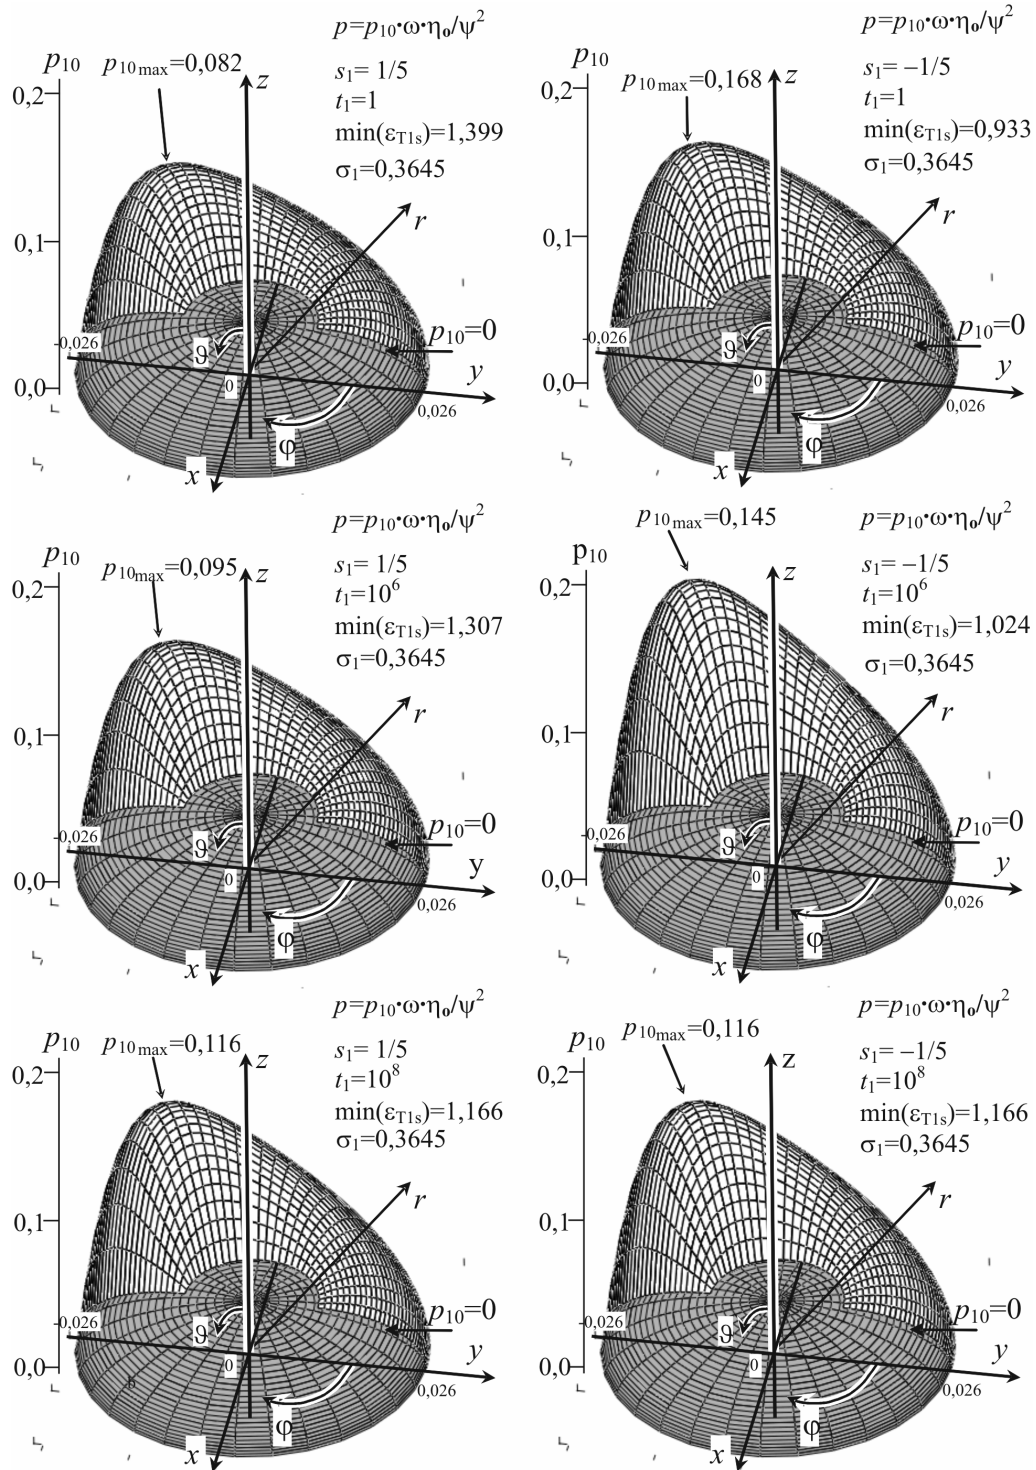 p=p10·ω·ηo/ψ²
p10
p10max=0,082
z
0,2
s1= 1/5
t1=1
min(εT1s)=1,399
σ1=0,3645
r
0,1
p10=0
-0,026
ϑ
y
0
0,0
0,026
φ
x
p=p10·ω·ηo/ψ²
p10
p10max=0,168
z
0,2
s1= –1/5
t1=1
min(εT1s)=0,933
σ1=0,3645
r
0,1
p10=0
-0,026
ϑ
y
0
0,0
0,026
φ
x
p=p10·ω·ηo/ψ²
p10
p10max=0,095
z
0,2
s1= 1/5
t1=10⁶
min(εT1s)=1,307
σ1=0,3645
r
0,1
p10=0
-0,026
ϑ
y
0
0,0
0,026
φ
x
p10max=0,145
p=p10·ω·ηo/ψ²
p10
z
0,2
s1= –1/5
t1=10⁶
min(εT1s)=1,024
σ1=0,3645
r
0,1
p10=0
-0,026
ϑ
y
0
0,0
0,026
φ
x
p=p10·ω·ηo/ψ²
p10
p10max=0,116
z
0,2
s1= 1/5
t1=10⁸
min(εT1s)=1,166
σ1=0,3645
r
0,1
p10=0
-0,026
ϑ
y
0
0,0
0,026
φ
x
p=p10·ω·ηo/ψ²
p10
p10max=0,116
z
0,2
s1= –1/5
t1=10⁸
min(εT1s)=1,166
σ1=0,3645
r
0,1
p10=0
-0,026
ϑ
y
0
0,0
0,026
φ
x